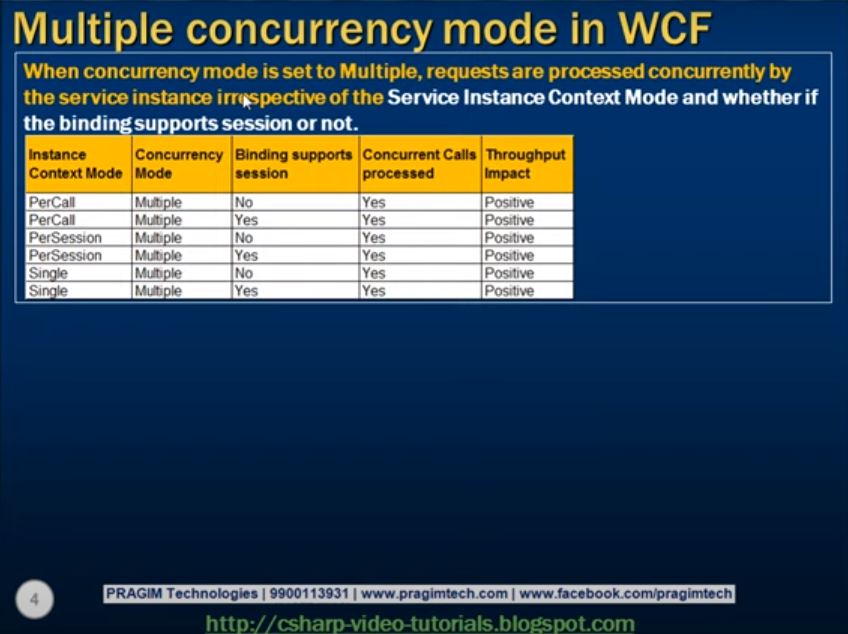 Multiple concurrency mode in WCF
When concurrency mode is set to Multiple, requests are processed concurrently by
the service instance irrespective of the Service Instance Context Mode and whether if
the binding supports session or not.
Instance Context Mode | Concurrency Mode | Binding supports session | Concurrent Calls processed | Throughput Impact
PerCall | Multiple | No | Yes | Positive
PerCall | Multiple | Yes | Yes | Positive
PerSession | Multiple | No | Yes | Positive
PerSession | Multiple | Yes | Yes | Positive
Single | Multiple | No | Yes | Positive
Single | Multiple | Yes | Yes | Positive
4
PRAGIM Technologies | 9900113931 | www.pragimtech.com | www.facebook.com/pragimtech
http://csharp-video-tutorials.blogspot.com